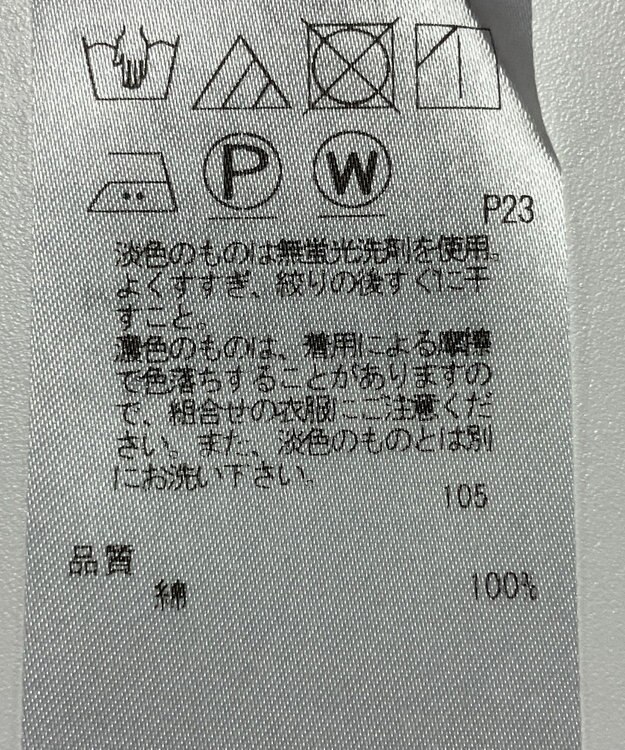 P W
P23
淡色のものは無蛍光洗剤を使用。
よくすすぎ、絞りの後すぐに干
すこと。
濃色のものは、着用による摩擦
で色落ちすることがありますの
で、組合せの衣服にご注意くだ
さい。また、淡色のものとは別
にお洗い下さい。
105
品質
綿 100%